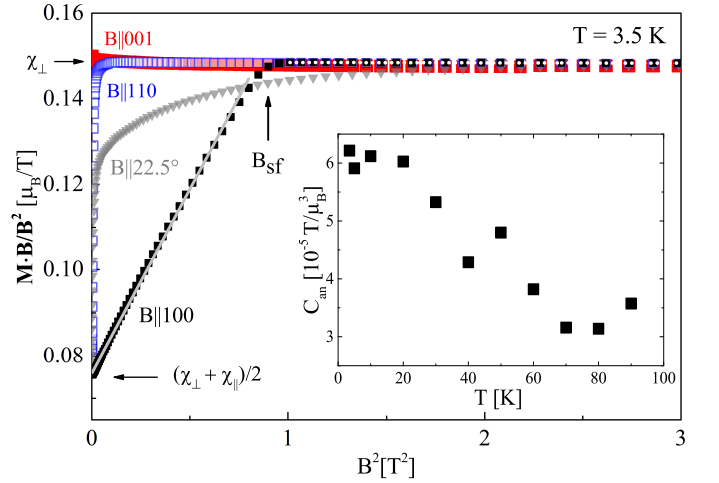 0.16
B||001
T = 3.5 K
χ⊥
0.14
B||110
B||22.5°
B_sf
0.12
M·B/B² [μ_B/T]
0.10
B||100
0.08
(χ⊥ + χ∥)/2
0 1 2 3
B²[T²]
6
5
4
3
C_an [10⁻⁵ T/μ_B³]
0 20 40 60 80 100
T [K]